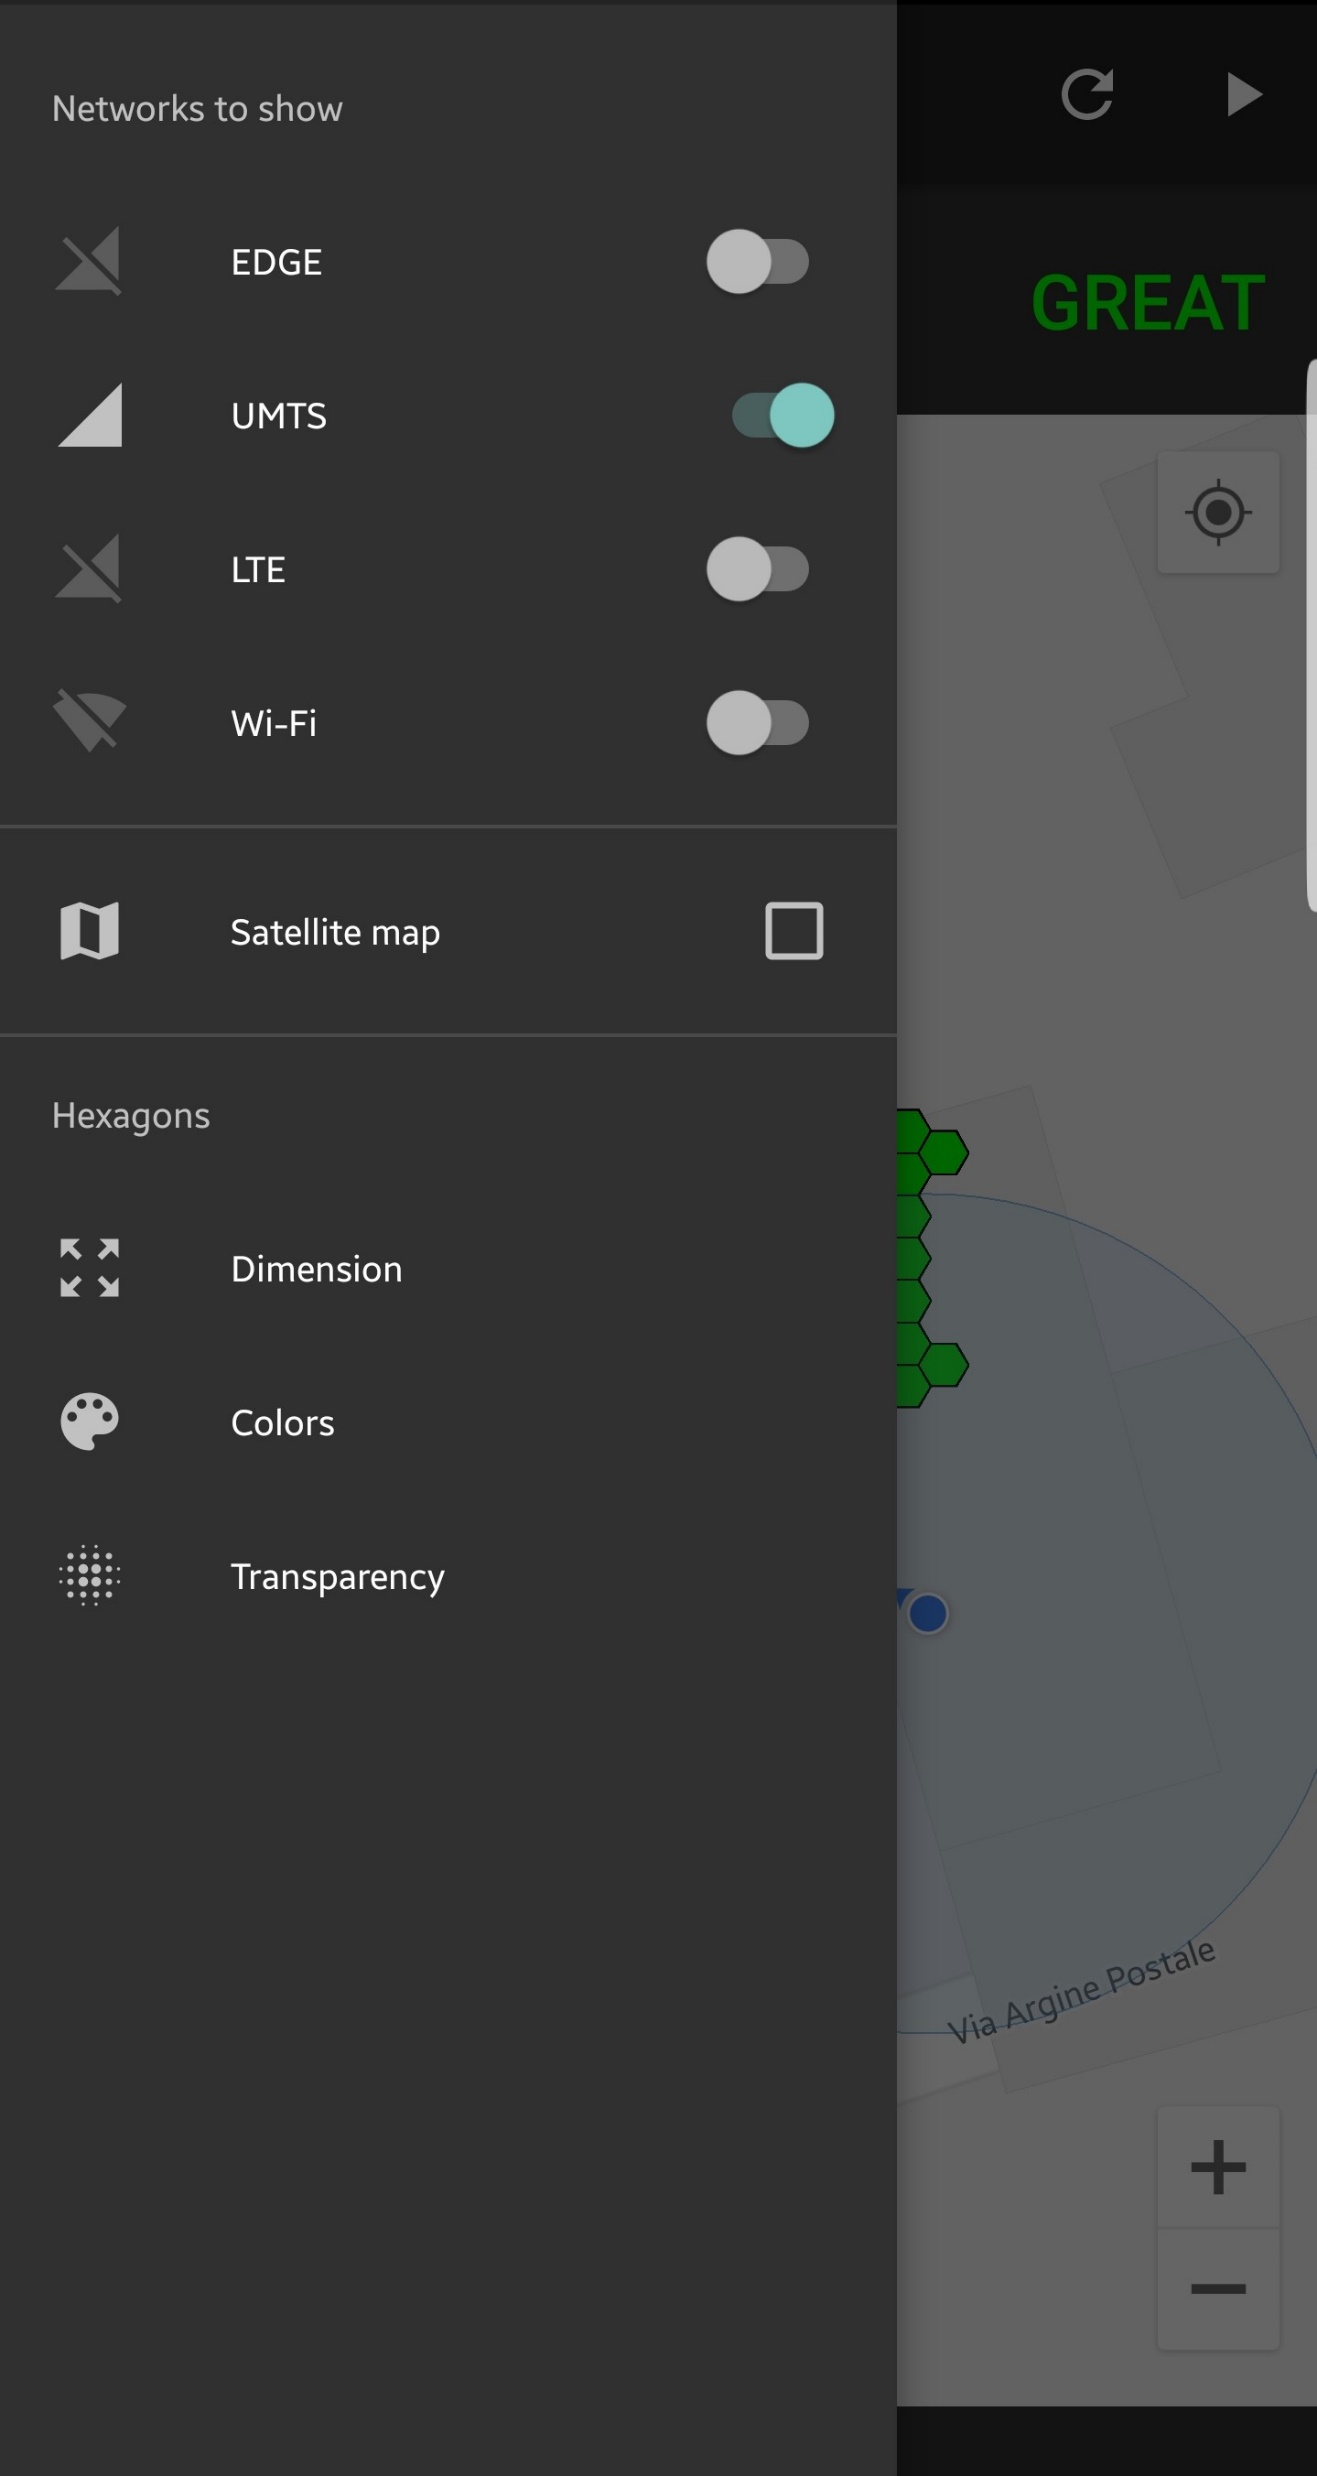 Networks to show
EDGE
GREAT
UMTS
LTE
Wi-Fi
Satellite map
Hexagons
Dimension
Colors
Transparency
Via Argine Postale